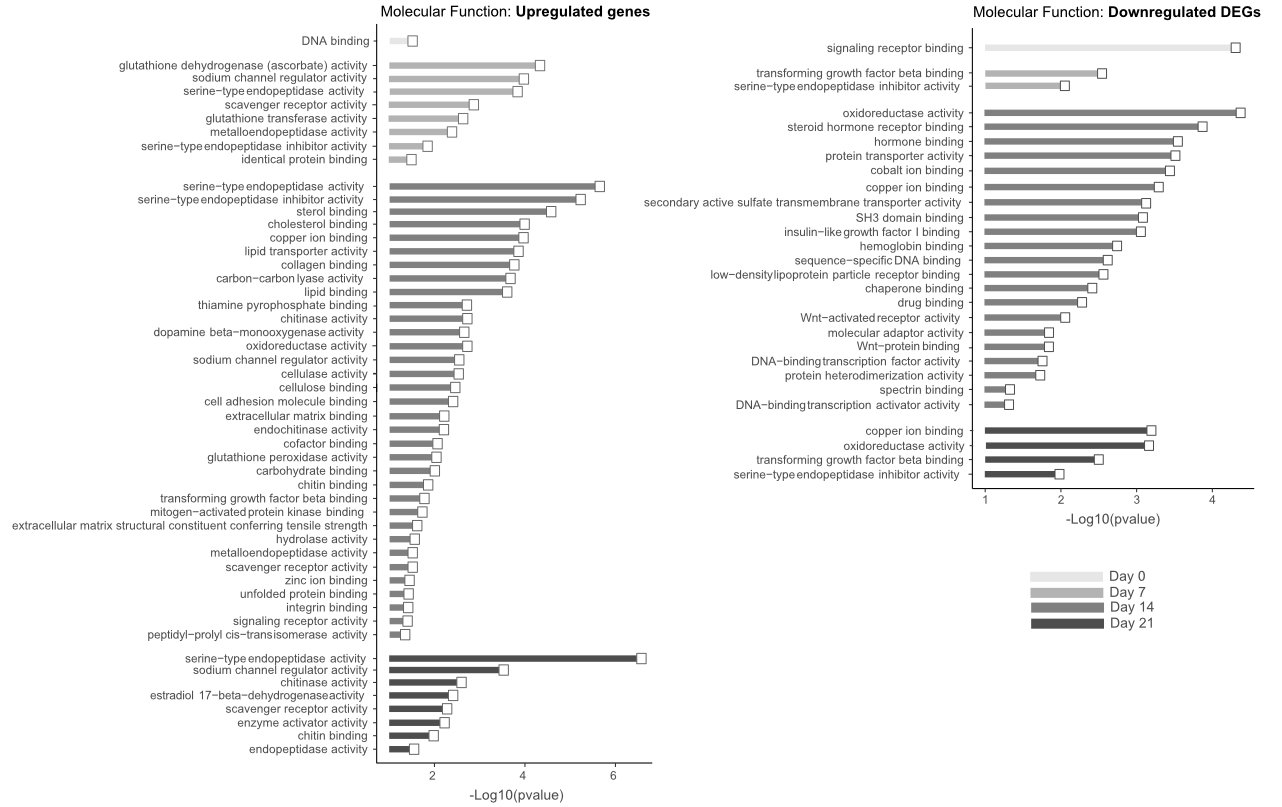 Molecular Function: Upregulated genes
DNA binding
glutathione dehydrogenase (ascorbate) activity
sodium channel regulator activity
serine-type endopeptidase activity
scavenger receptor activity
glutathione transferase activity
metalloendopeptidase activity
serine-type endopeptidase inhibitor activity
identical protein binding
serine-type endopeptidase activity
serine-type endopeptidase inhibitor activity
sterol binding
cholesterol binding
copper ion binding
lipid transporter activity
collagen binding
carbon-carbon lyase activity
lipid binding
thiamine pyrophosphate binding
chitinase activity
dopamine beta-monooxygenase activity
oxidoreductase activity
sodium channel regulator activity
cellulase activity
cellulose binding
cell adhesion molecule binding
extracellular matrix binding
endochitinase activity
cofactor binding
glutathione peroxidase activity
carbohydrate binding
chitin binding
transforming growth factor beta binding
mitogen-activated protein kinase binding
extracellular matrix structural constituent conferring tensile strength
hydrolase activity
metalloendopeptidase activity
scavenger receptor activity
zinc ion binding
unfolded protein binding
integrin binding
signaling receptor activity
peptidyl-prolyl cis-trans isomerase activity
serine-type endopeptidase activity
sodium channel regulator activity
chitinase activity
estradiol 17-beta-dehydrogenase activity
scavenger receptor activity
enzyme activator activity
chitin binding
endopeptidase activity
2 4 6
-Log10(pvalue)
Molecular Function: Downregulated DEGs
signaling receptor binding
transforming growth factor beta binding
serine-type endopeptidase inhibitor activity
oxidoreductase activity
steroid hormone receptor binding
hormone binding
protein transporter activity
cobalt ion binding
copper ion binding
secondary active sulfate transmembrane transporter activity
SH3 domain binding
insulin-like growth factor I binding
hemoglobin binding
sequence-specific DNA binding
low-density lipoprotein particle receptor binding
chaperone binding
drug binding
Wnt-activated receptor activity
molecular adaptor activity
Wnt-protein binding
DNA-binding transcription factor activity
protein heterodimerization activity
spectrin binding
DNA-binding transcription activator activity
copper ion binding
oxidoreductase activity
transforming growth factor beta binding
serine-type endopeptidase inhibitor activity
1 2 3 4
-Log10(pvalue)
Day 0
Day 7
Day 14
Day 21